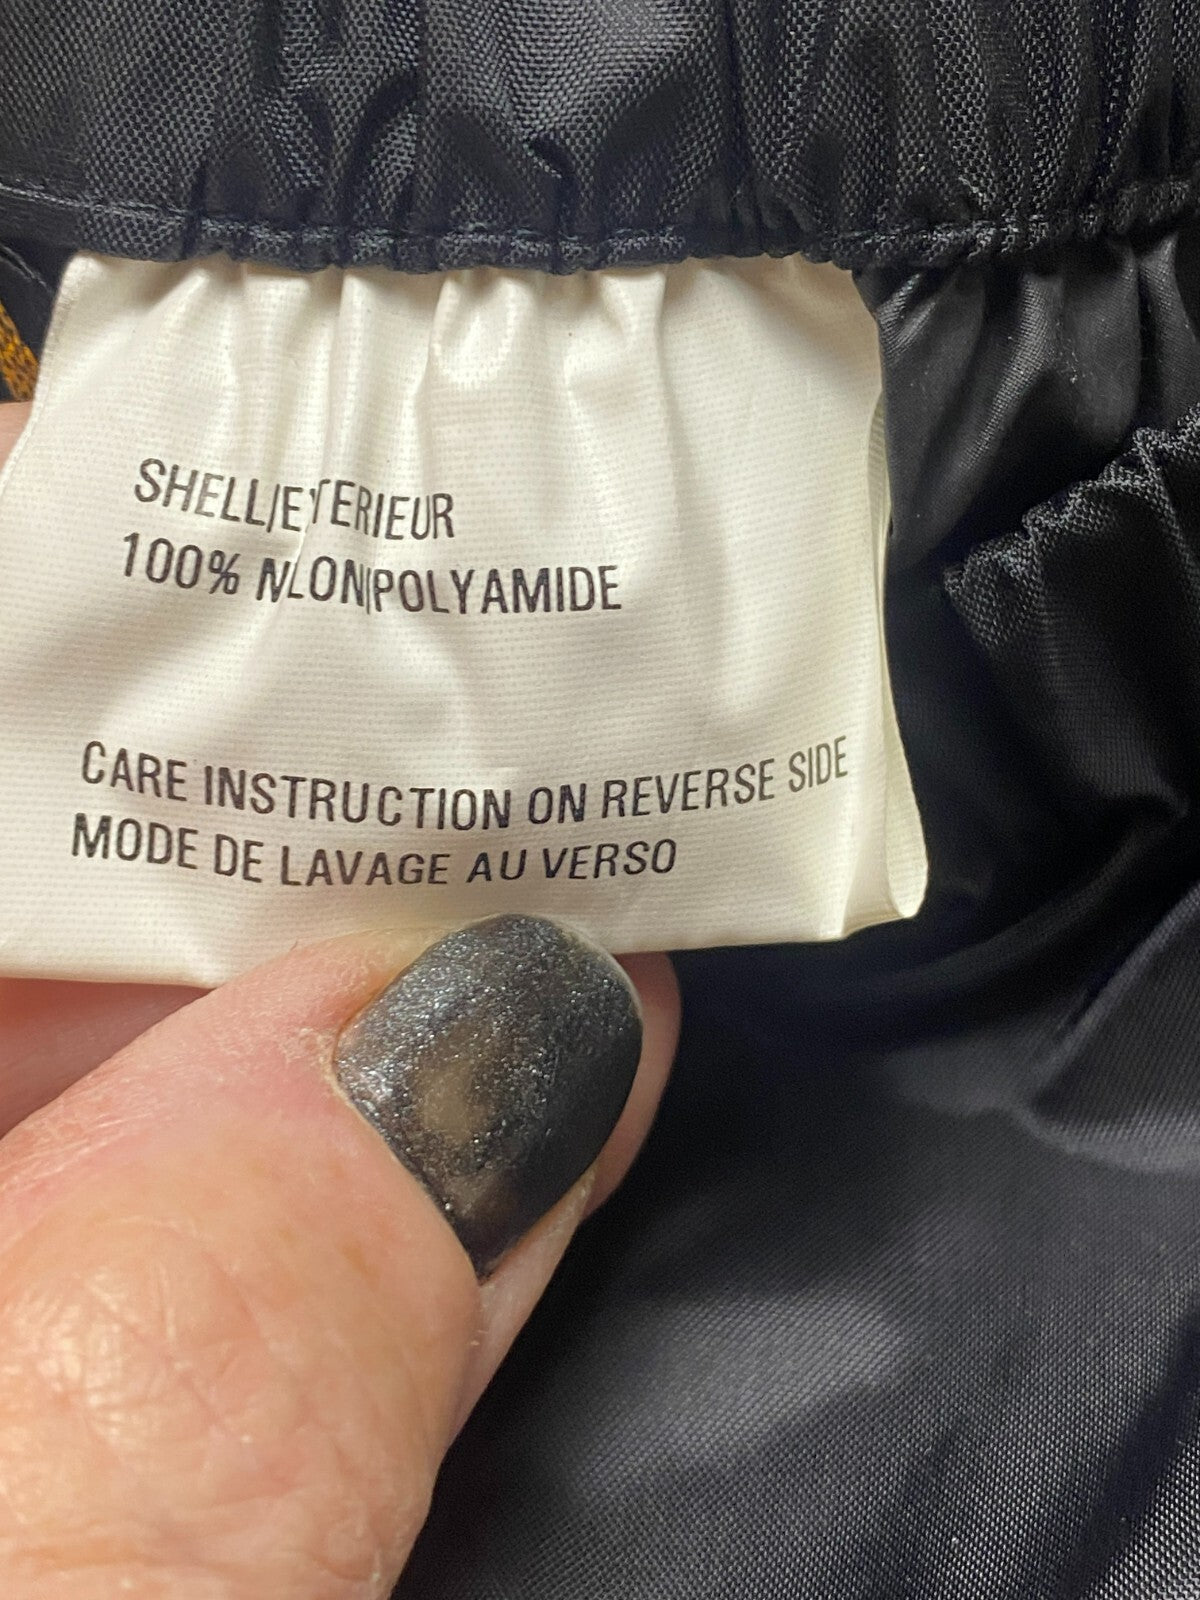 SHELL/EXTERIEUR
100% NYLON/POLYAMIDE
CARE INSTRUCTION ON REVERSE SIDE
MODE DE LAVAGE AU VERSO